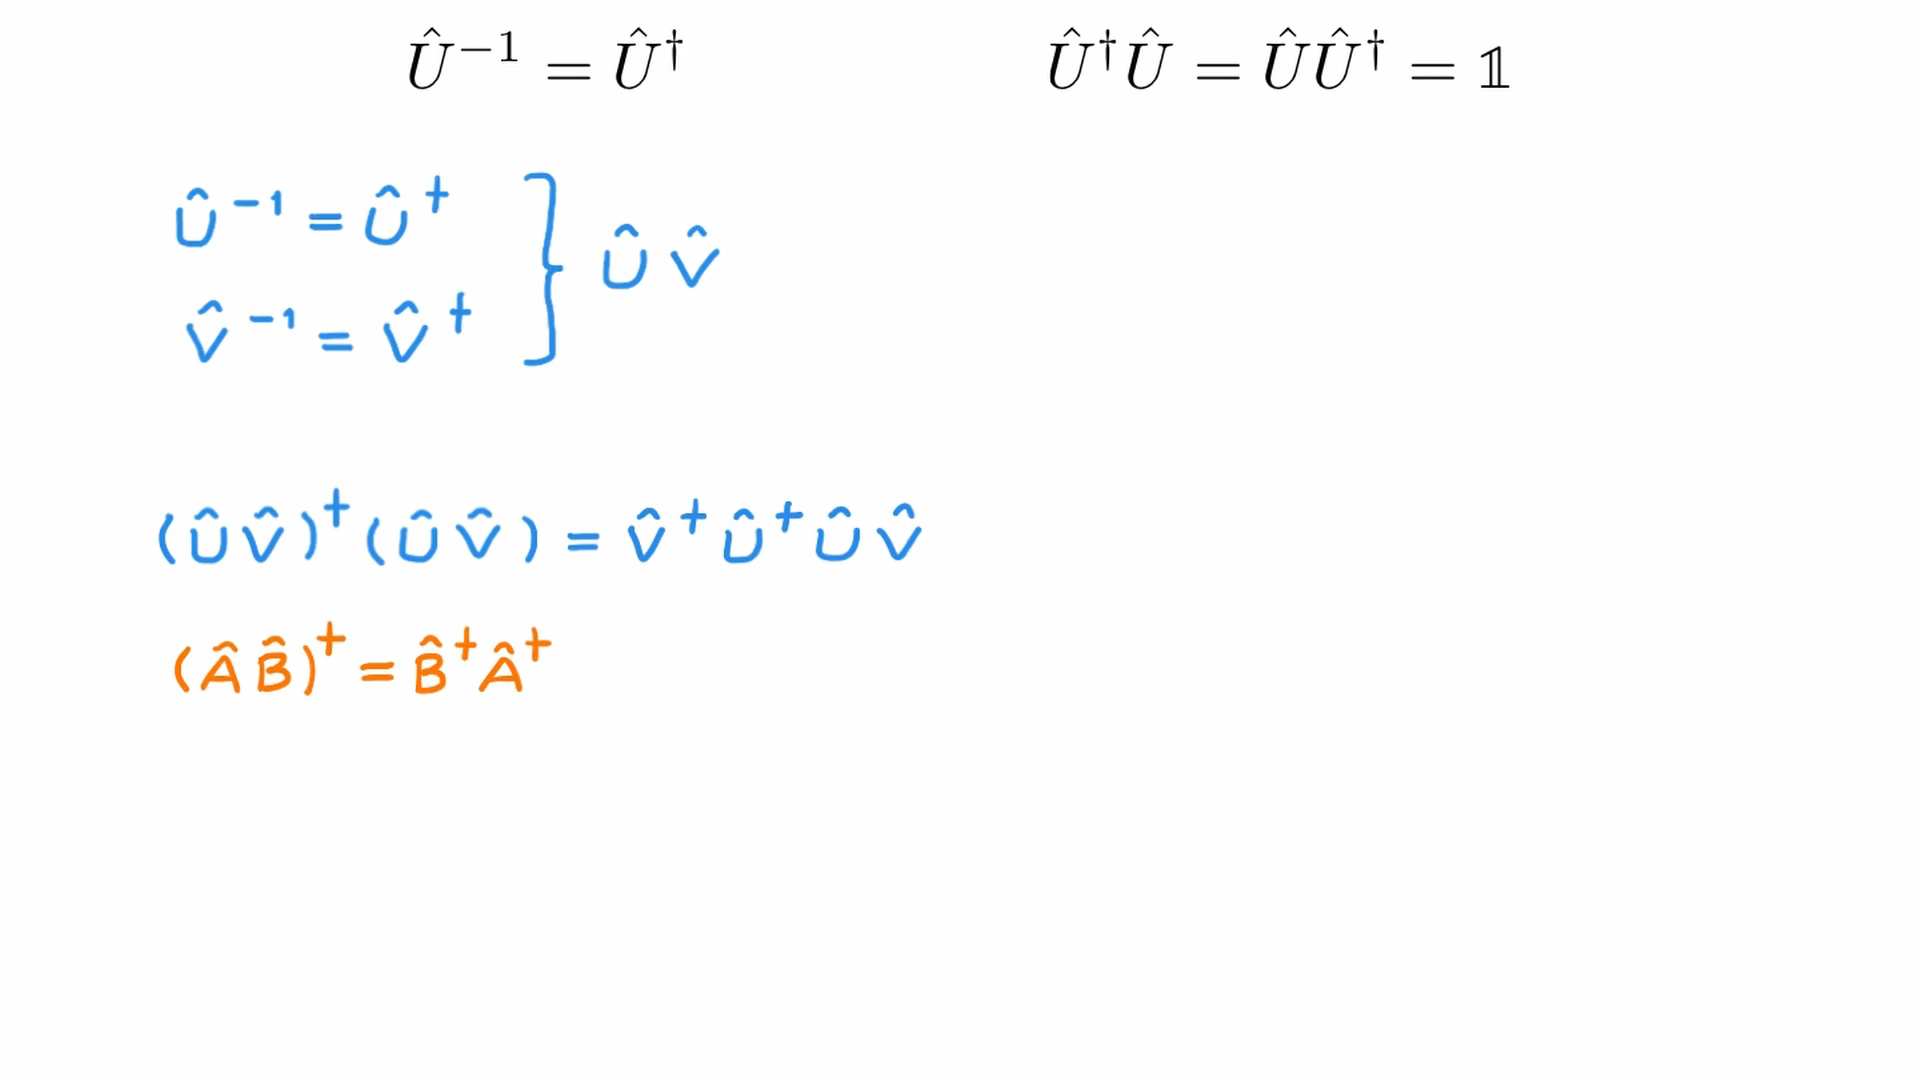 Û⁻¹ = Û† Û†Û = ÛÛ† = 𝟙
Û⁻¹ = Û†
V̂⁻¹ = V̂†
} Û V̂
(Û V̂)† (Û V̂) = V̂† Û† Û V̂
(Â B̂)† = B̂† Â†